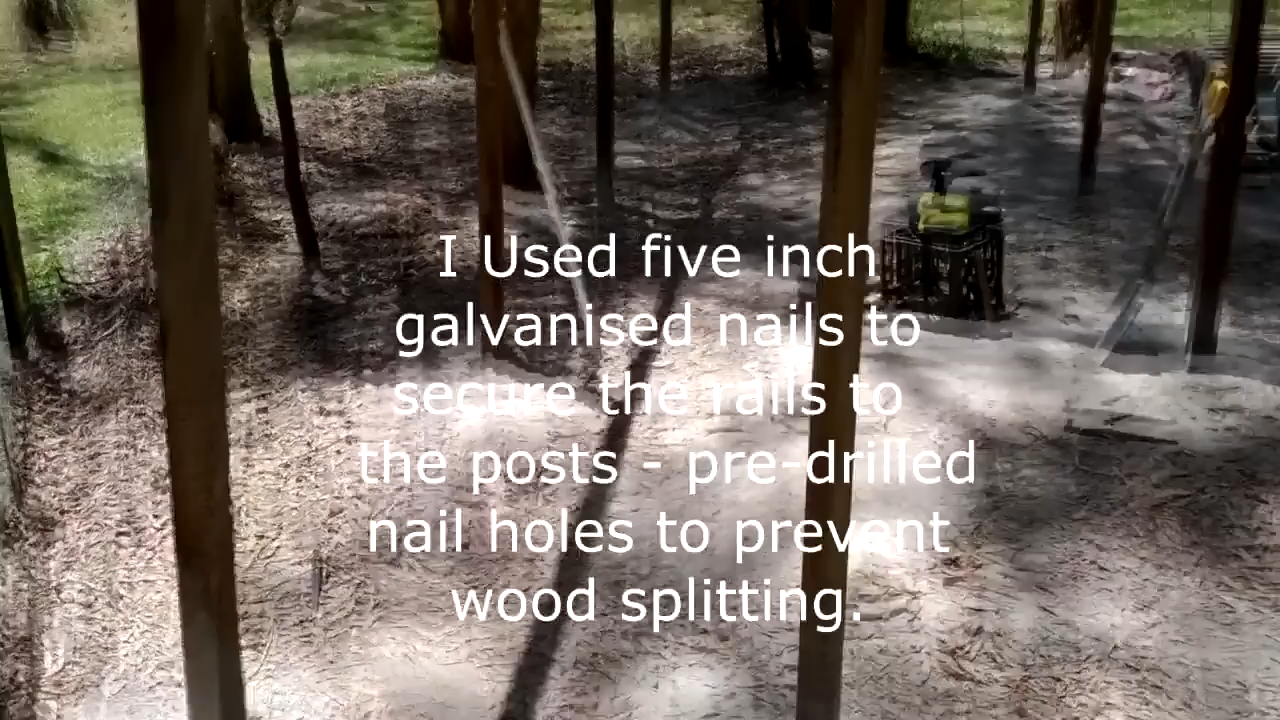 I Used five inch
galvanised nails to
secure the rails to
the posts - pre-drilled
nail holes to prevent
wood splitting.